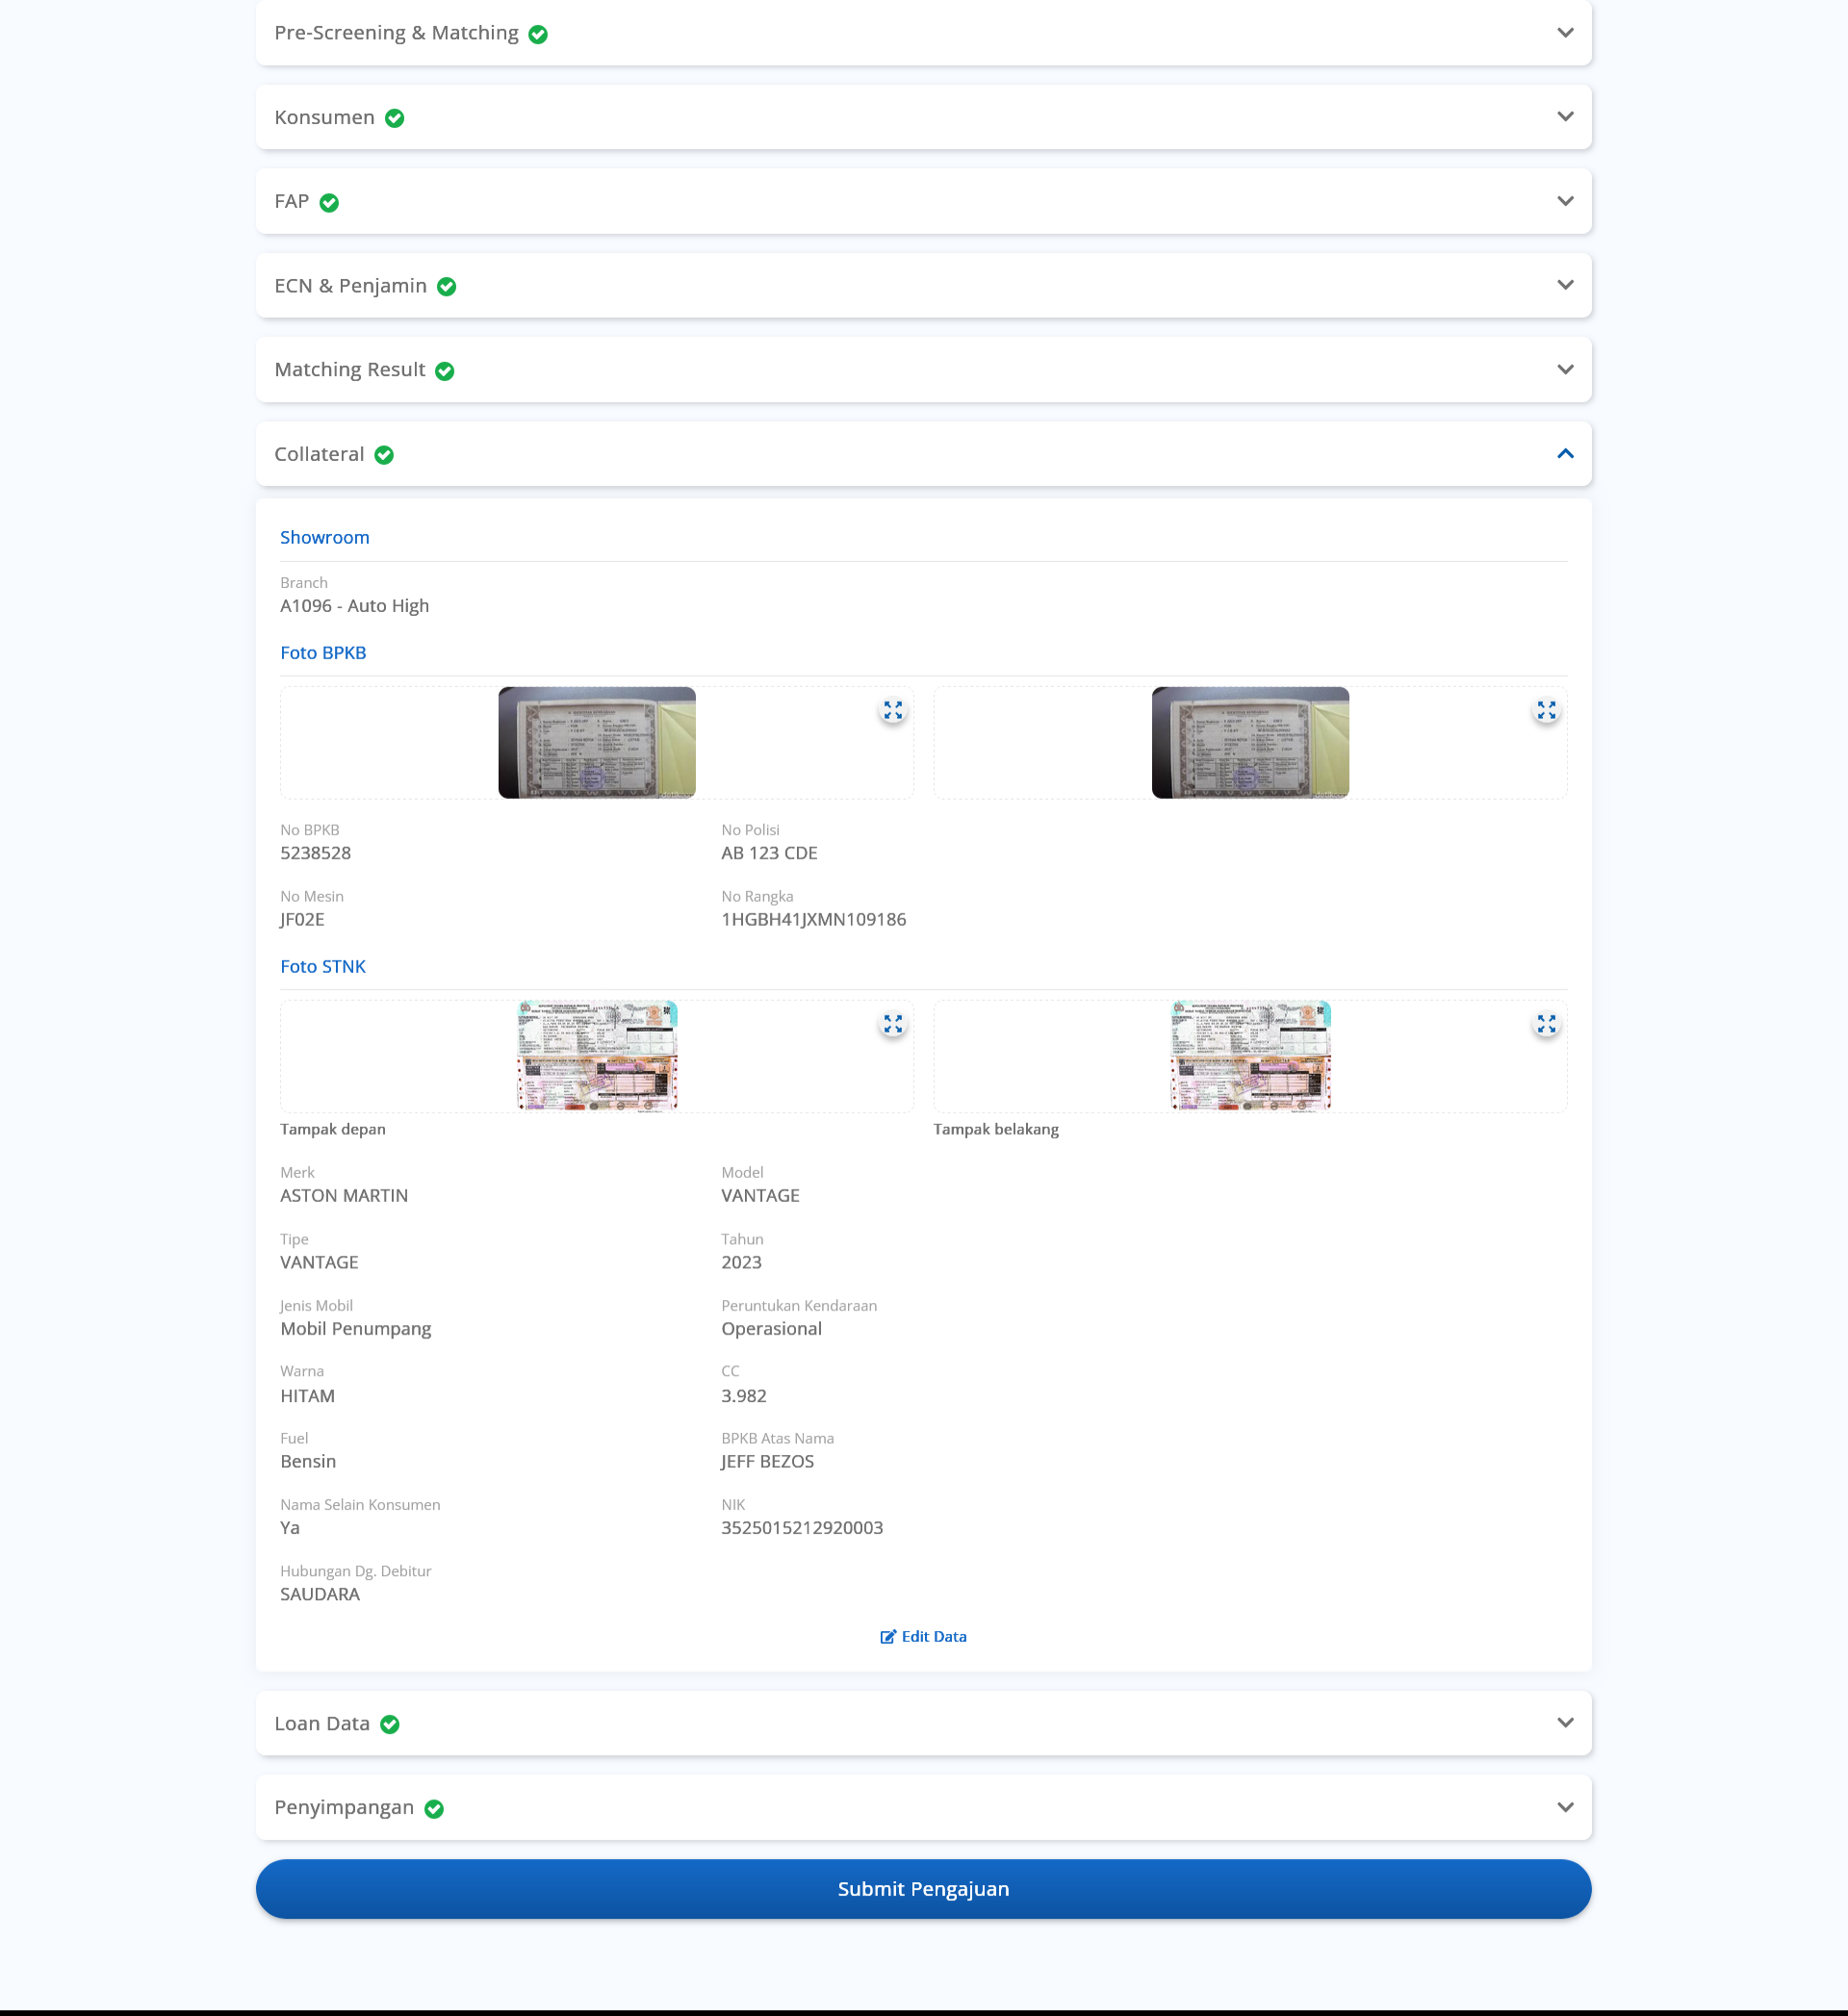 Pre-Screening & Matching
Konsumen
FAP
ECN & Penjamin
Matching Result
Collateral
Showroom
Branch
A1096 - Auto High
Foto BPKB
No BPKB
No Polisi
5238528
AB 123 CDE
No Mesin
No Rangka
JF02E
1HGBH41JXMN109186
Foto STNK
Tampak depan
Tampak belakang
Merk
Model
ASTON MARTIN
VANTAGE
Tipe
Tahun
VANTAGE
2023
Jenis Mobil
Peruntukan Kendaraan
Mobil Penumpang
Operasional
Warna
CC
HITAM
3.982
Fuel
BPKB Atas Nama
Bensin
JEFF BEZOS
Nama Selain Konsumen
NIK
Ya
3525015212920003
Hubungan Dg. Debitur
SAUDARA
Edit Data
Loan Data
Penyimpangan
Submit Pengajuan